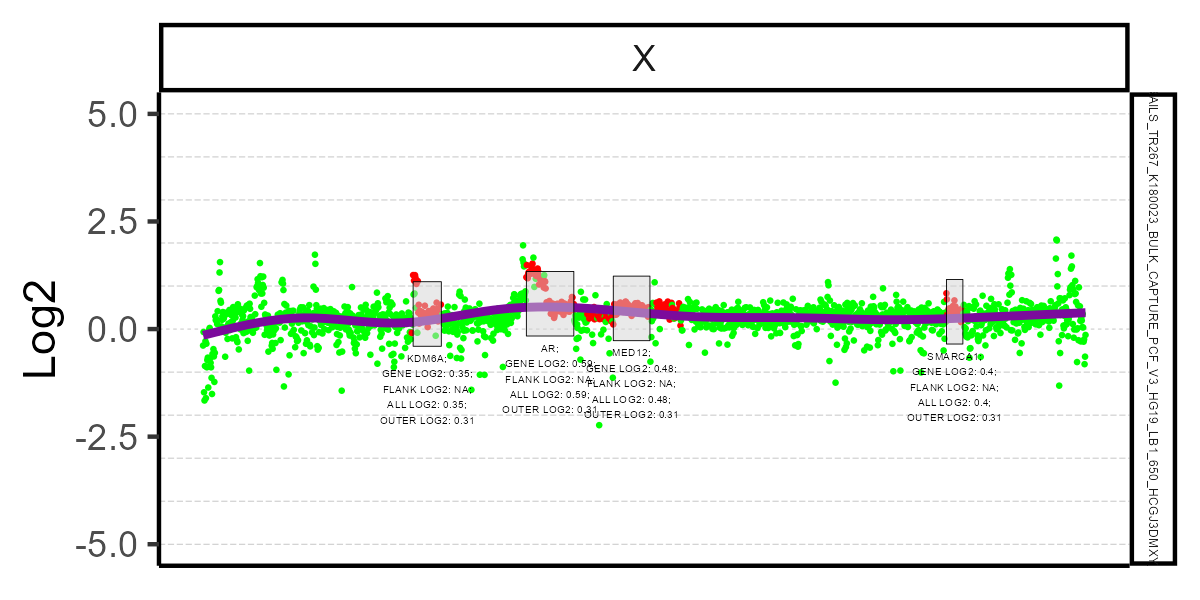 X
5.0
2.5
0.0
-2.5
-5.0
Log2
KDM6A;
GENE LOG2: 0.35;
FLANK LOG2: NA;
ALL LOG2: 0.35;
OUTER LOG2: 0.31
AR;
GENE LOG2: 0.59;
FLANK LOG2: NA;
ALL LOG2: 0.59;
OUTER LOG2: 0.31
MED12;
GENE LOG2: 0.48;
FLANK LOG2: NA;
ALL LOG2: 0.48;
OUTER LOG2: 0.31
SMARCA1;
GENE LOG2: 0.4;
FLANK LOG2: NA;
ALL LOG2: 0.4;
OUTER LOG2: 0.31
AILS_TR267_K180023_BULK_CAPTURE_PCF_V3_HG19_LB1_650_HCGJ3DMXY